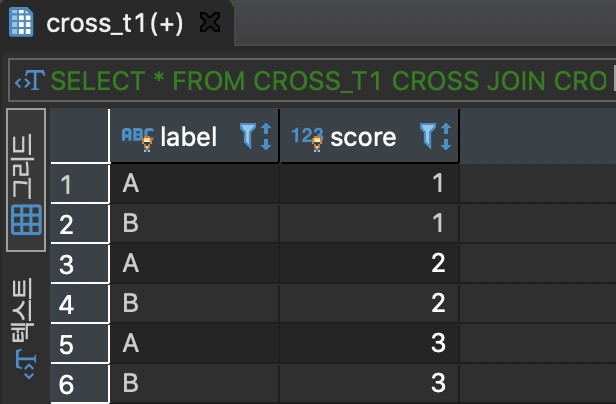 cross_t1(+)
SELECT * FROM CROSS_T1 CROSS JOIN CRO
그리드
텍스트
ABC label 123 score
1 A 1
2 B 1
3 A 2
4 B 2
5 A 3
6 B 3